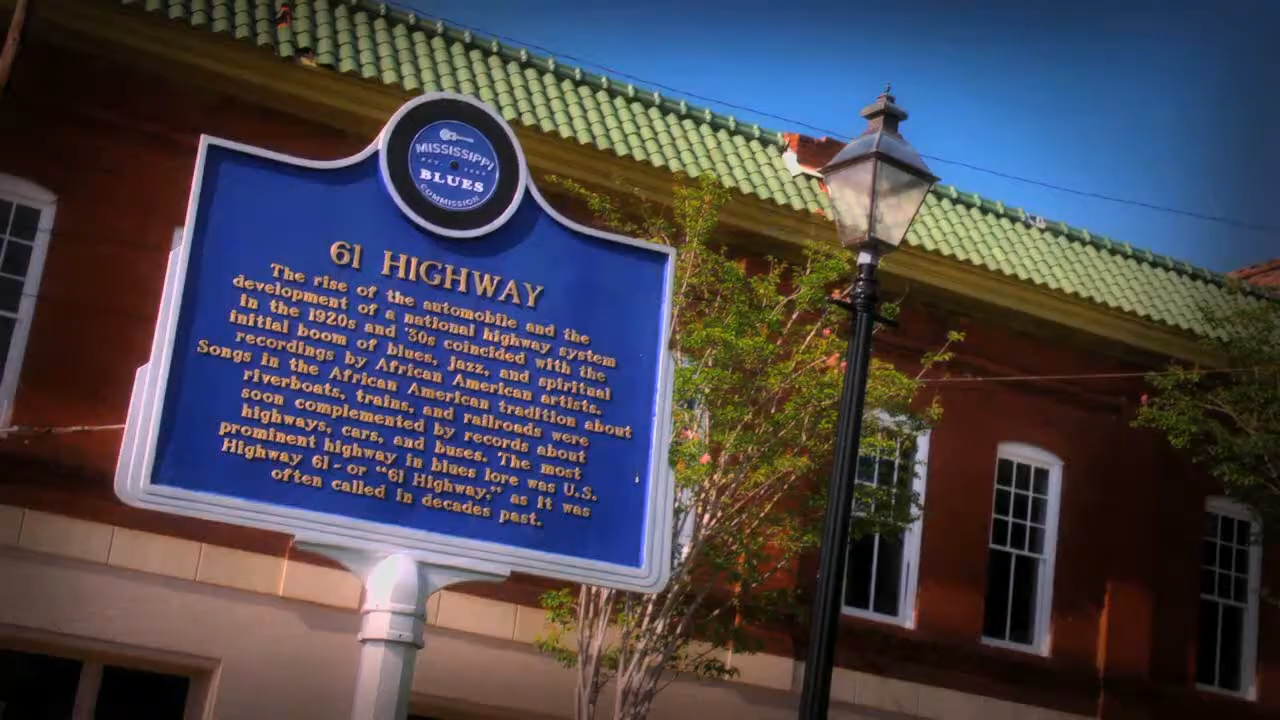 MISSISSIPPI
BLUES
COMMISSION
61 HIGHWAY
The rise of the automobile and the
development of a national highway system
in the 1920s and '30s coincided with the
initial boom of blues, jazz, and spiritual
recordings by African American artists.
Songs in the African American tradition about
riverboats, trains, and railroads were
soon complemented by records about
highways, cars, and buses. The most
prominent highway in blues lore was U.S.
Highway 61 - or “61 Highway,” as it was
often called in decades past.